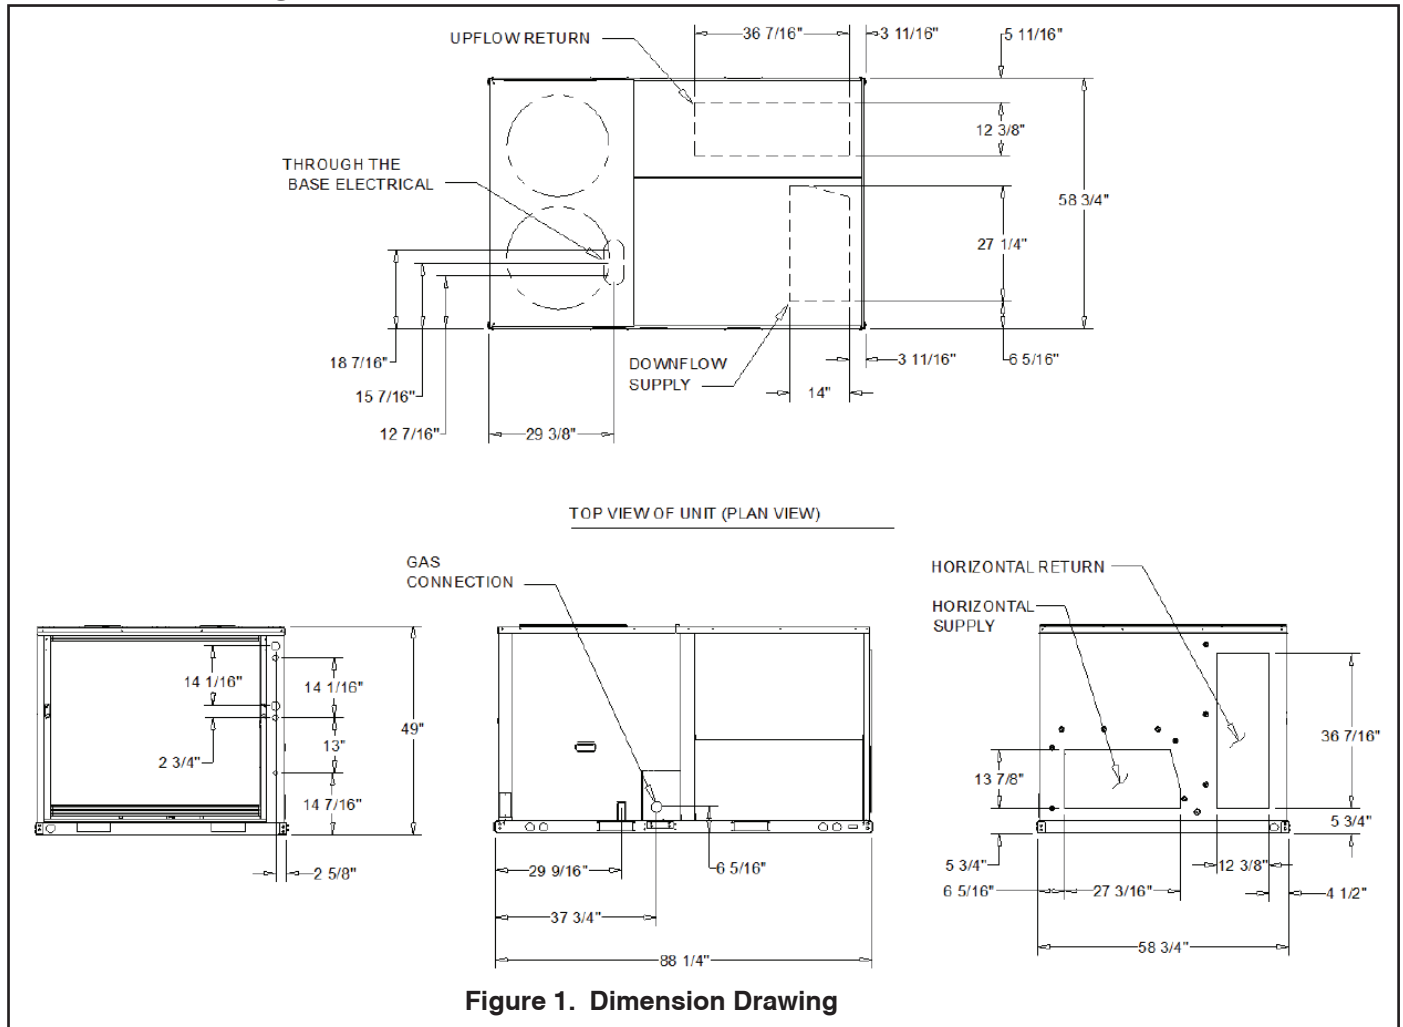 36 7/16"
3 11/16"
5 11/16"
UPFLOW RETURN
12 3/8"
THROUGH THE
BASE ELECTRICAL
58 3/4"
27 1/4"
18 7/16"
DOWNFLOW
SUPPLY
3 11/16"
6 5/16"
15 7/16"
14"
12 7/16"
29 3/8"
TOP VIEW OF UNIT (PLAN VIEW)
GAS
CONNECTION
HORIZONTAL RETURN
HORIZONTAL
SUPPLY
14 1/16"
14 1/16"
49"
13"
2 3/4"
14 7/16"
2 5/8"
29 9/16"
6 5/16"
37 3/4"
88 1/4"
36 7/16"
13 7/8"
5 3/4"
5 3/4"
12 3/8"
6 5/16"
27 3/16"
4 1/2"
58 3/4"
Figure 1. Dimension Drawing